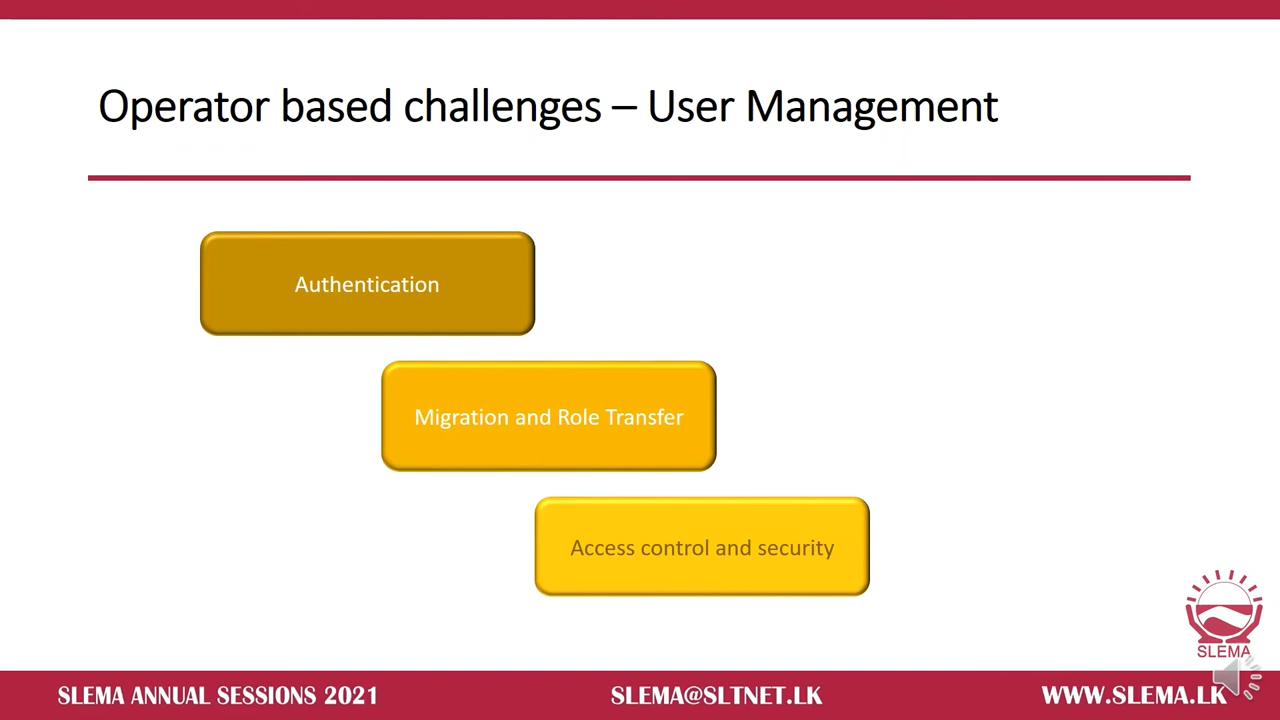 Operator based challenges – User Management
Authentication
Migration and Role Transfer
Access control and security
SLEMA
SLEMA ANNUAL SESSIONS 2021
SLEMA@SLTNET.LK
WWW.SLEMA.LK